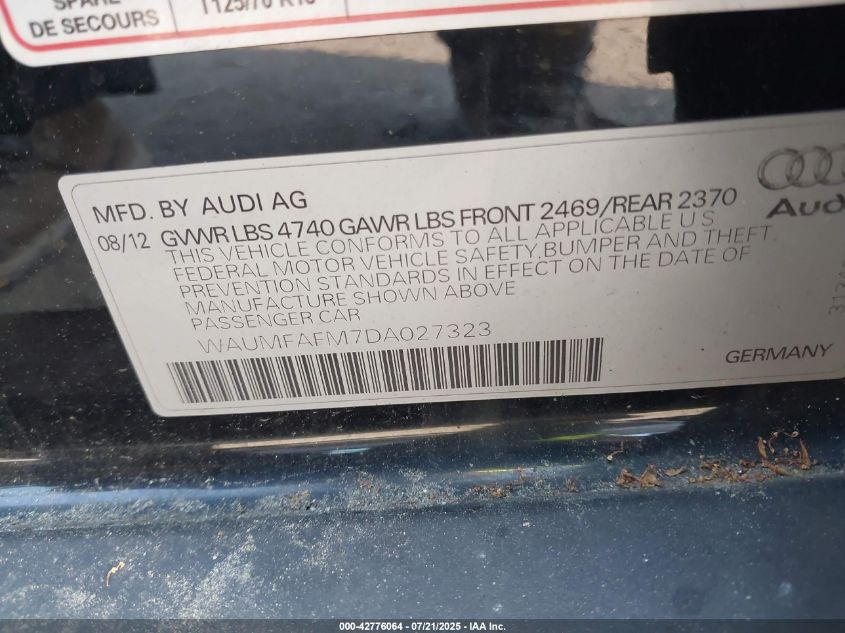 SPARE
DE SECOURS
MFD. BY AUDI AG
08/12 GVWR LBS 4740 GAWR LBS FRONT 2469/REAR 2370
THIS VEHICLE CONFORMS TO ALL APPLICABLE U S
FEDERAL MOTOR VEHICLE SAFETY,BUMPER AND THEFT
PREVENTION STANDARDS IN EFFECT ON THE DATE OF
MANUFACTURE SHOWN ABOVE
PASSENGER CAR
WAUMFAFM7DA027323
GERMANY
000-42776064 / 07/21/2025 - IAA Inc.